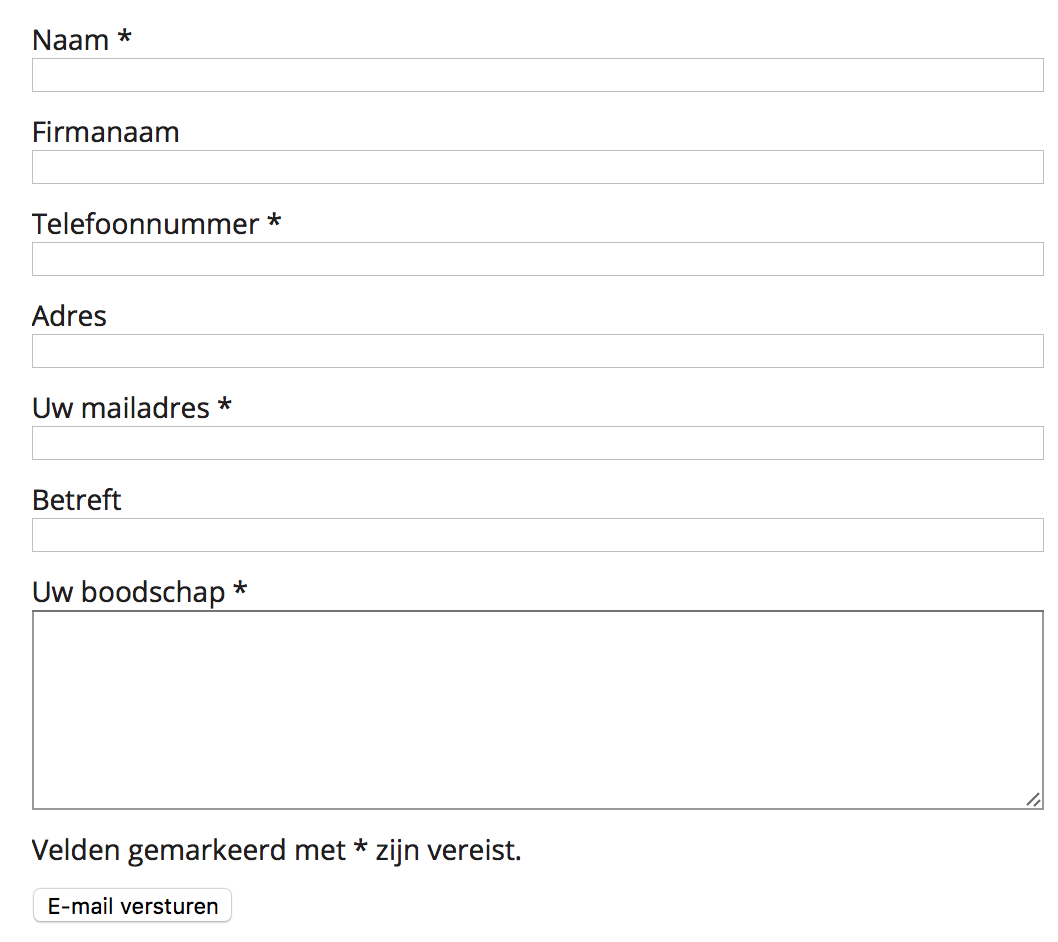 Naam *
Firmanaam
Telefoonnummer *
Adres
Uw mailadres *
Betreft
Uw boodschap *
Velden gemarkeerd met * zijn vereist.
E-mail versturen